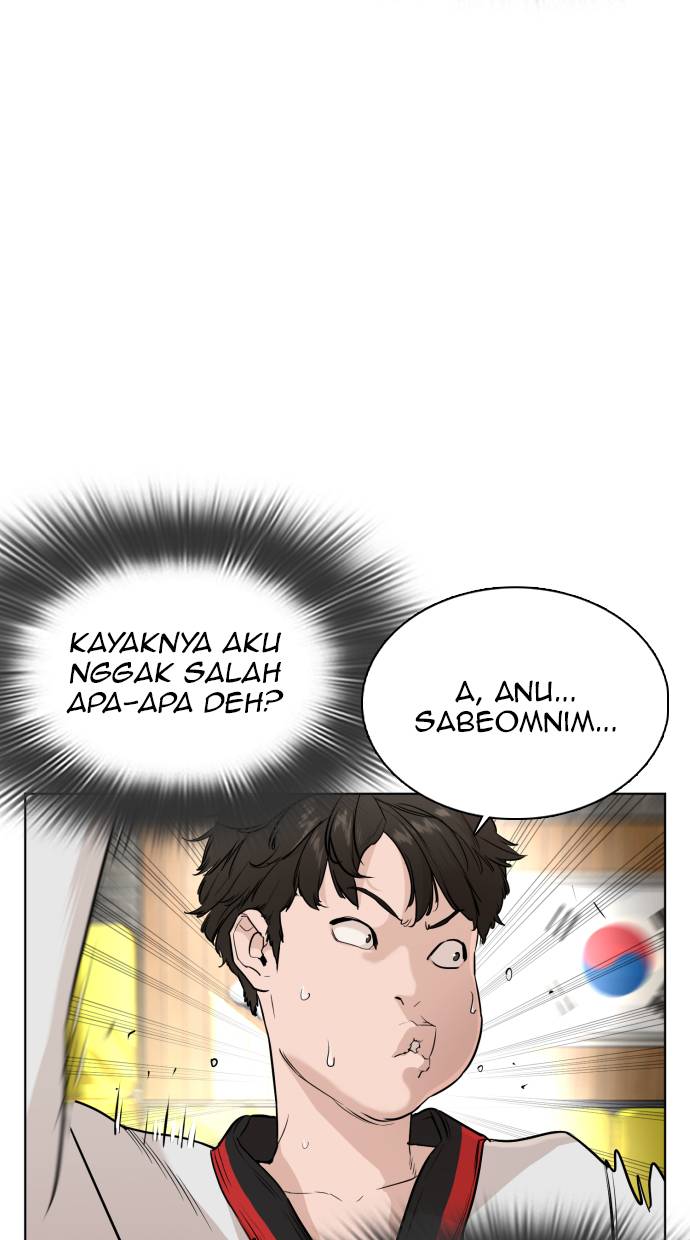 KAYAKNYA AKU
NGGAK SALAH
APA-APA DEH?
A, ANU...
SABEOMNIM...